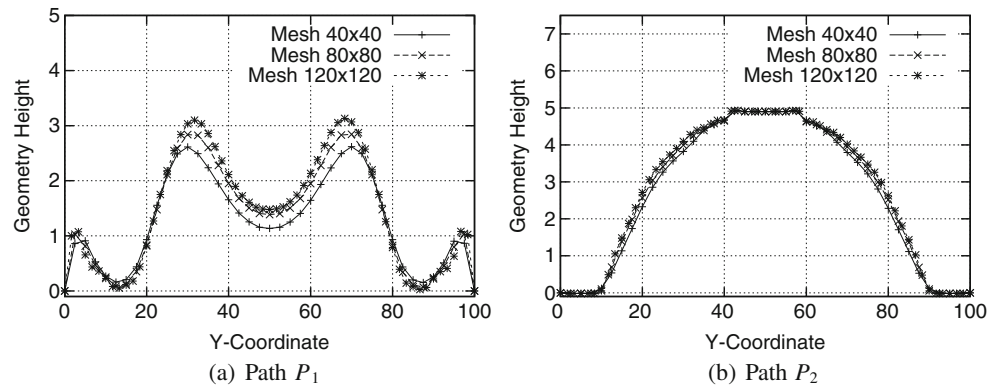 Mesh 40x40
Mesh 80x80
Mesh 120x120
5
4
3
2
1
0
Geometry Height
0 20 40 60 80 100
Y-Coordinate
(a) Path P1
Mesh 40x40
Mesh 80x80
Mesh 120x120
7
6
5
4
3
2
1
0
Geometry Height
0 20 40 60 80 100
Y-Coordinate
(b) Path P2